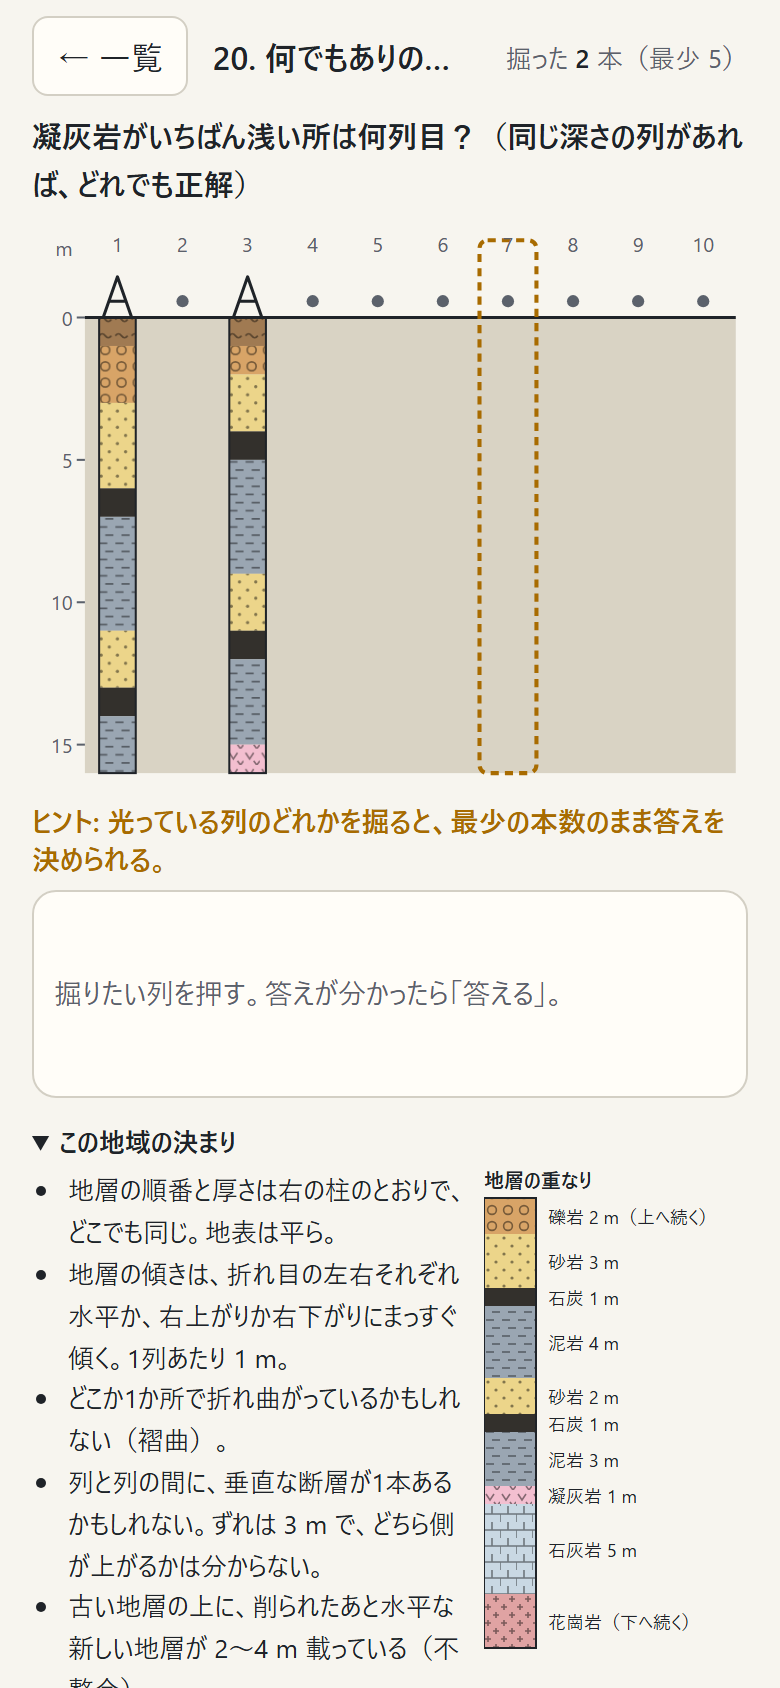 ← 一覧
20. 何でもありの…
掘った 2 本（最少 5）
凝灰岩がいちばん浅い所は何列目？（同じ深さの列があれ
ば、どれでも正解）
m 1 2 3 4 5 6 7 8 9 10
0
5
10
15
ヒント: 光っている列のどれかを掘ると、最少の本数のまま答えを
決められる。
掘りたい列を押す。答えが分かったら「答える」。
▼ この地域の決まり
• 地層の順番と厚さは右の柱のとおりで、
どこでも同じ。地表は平ら。
• 地層の傾きは、折れ目の左右それぞれ
水平か、右上がりか右下がりにまっすぐ
傾く。1列あたり 1 m。
• どこか1か所で折れ曲がっているかもしれ
ない（褶曲）。
• 列と列の間に、垂直な断層が1本ある
かもしれない。ずれは 3 m で、どちら側
が上がるかは分からない。
• 古い地層の上に、削られたあと水平な
新しい地層が 2～4 m 載っている（不
整合）
地層の重なり
礫岩 2 m（上へ続く）
砂岩 3 m
石炭 1 m
泥岩 4 m
砂岩 2 m
石炭 1 m
泥岩 3 m
凝灰岩 1 m
石灰岩 5 m
花崗岩（下へ続く）